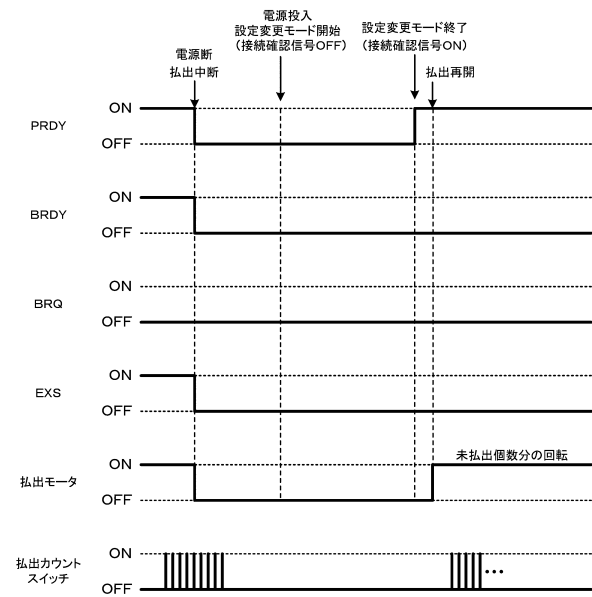 電源投入
設定変更モード開始
（接続確認信号OFF）
設定変更モード終了
（接続確認信号ON）
電源断
払出中断
払出再開
PRDY
ON
OFF
BRDY
ON
OFF
BRQ
ON
OFF
EXS
ON
OFF
払出モータ
ON
OFF
未払出個数分の回転
払出カウント
スイッチ
ON
OFF